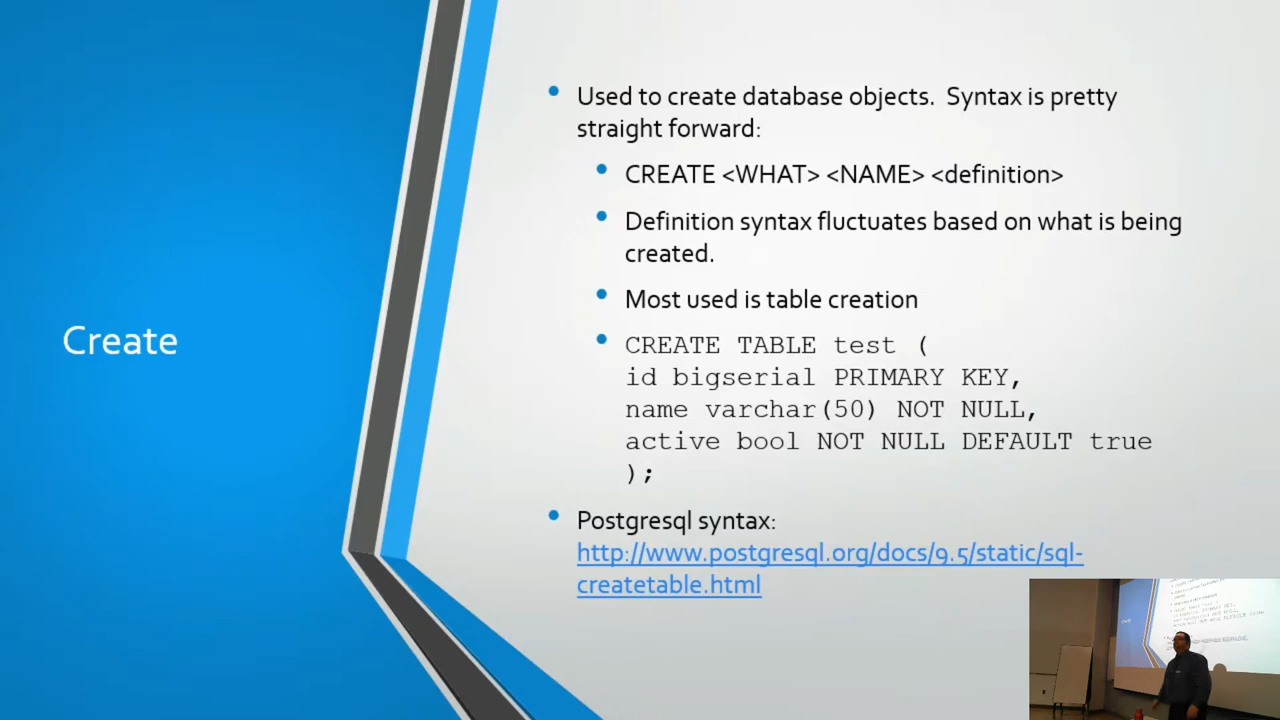 Create
Used to create database objects. Syntax is pretty
straight forward:
CREATE <WHAT> <NAME> <definition>
Definition syntax fluctuates based on what is being
created.
Most used is table creation
CREATE TABLE test (
id bigserial PRIMARY KEY,
name varchar(50) NOT NULL,
active bool NOT NULL DEFAULT true
);
Postgresql syntax:
http://www.postgresql.org/docs/9.5/static/sql-
createtable.html